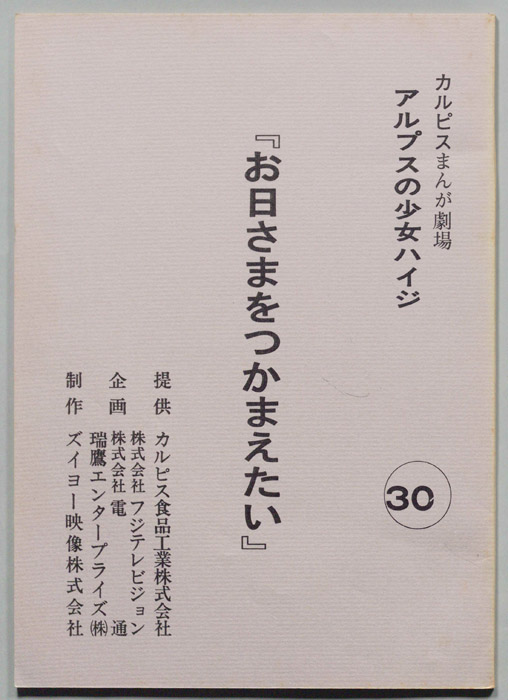 カルピスまんが劇場
アルプスの少女ハイジ
30
『お日さまをつかまえたい』
提供 カルピス食品工業株式会社
企画 株式会社 フジテレビジョン
株式会社 電通
瑞鷹エンタープライズ㈱
制作 ズイヨー映像株式会社